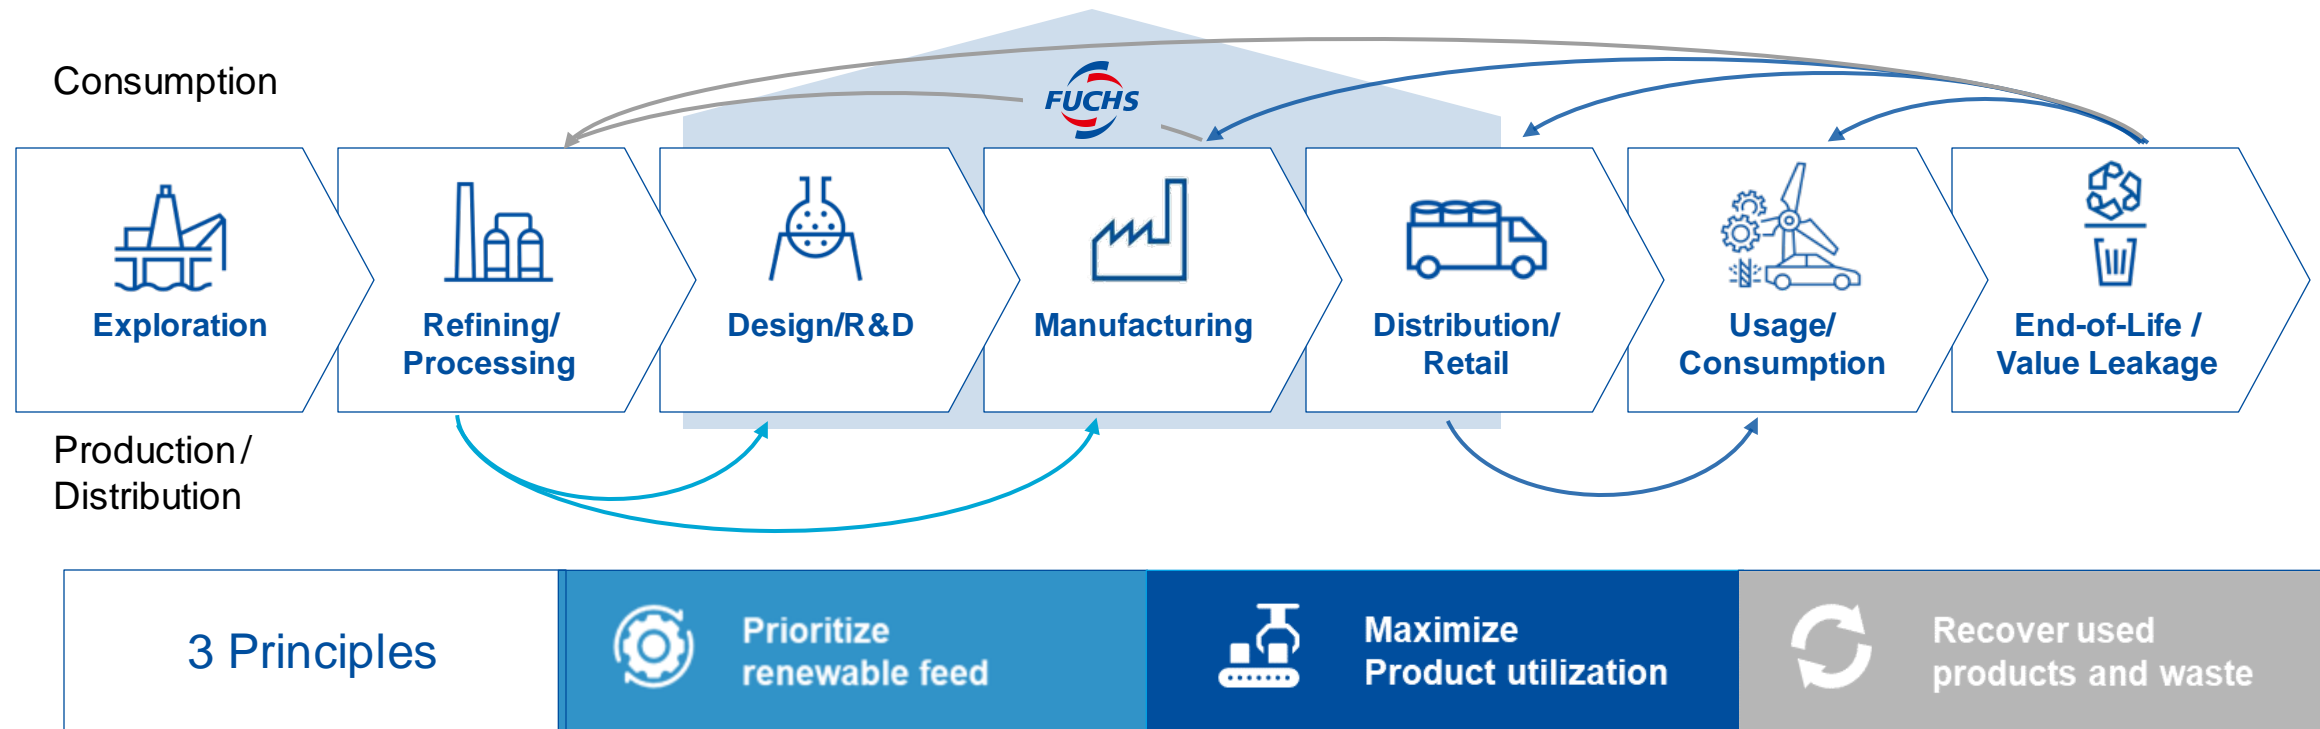 Consumption
FUCHS
Exploration
Refining/
Processing
Design/R&D
Manufacturing
Distribution/
Retail
Usage/
Consumption
End-of-Life /
Value Leakage
Production/
Distribution
3 Principles
Prioritize
renewable feed
Maximize
Product utilization
Recover used
products and waste